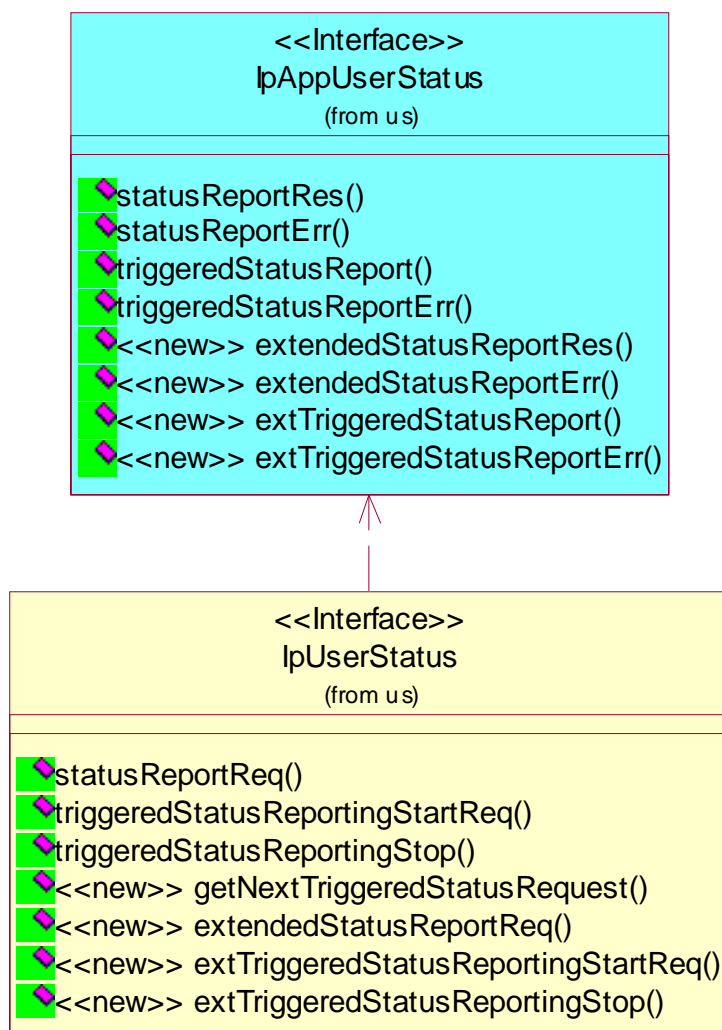 <<Interface>>
IpAppUserStatus
(from us)
statusReportRes()
statusReportErr()
triggeredStatusReport()
triggeredStatusReportErr()
<<new>> extendedStatusReportRes()
<<new>> extendedStatusReportErr()
<<new>> extTriggeredStatusReport()
<<new>> extTriggeredStatusReportErr()
<<Interface>>
IpUserStatus
(from us)
statusReportReq()
triggeredStatusReportingStartReq()
triggeredStatusReportingStop()
<<new>> getNextTriggeredStatusRequest()
<<new>> extendedStatusReportReq()
<<new>> extTriggeredStatusReportingStartReq()
<<new>> extTriggeredStatusReportingStop()